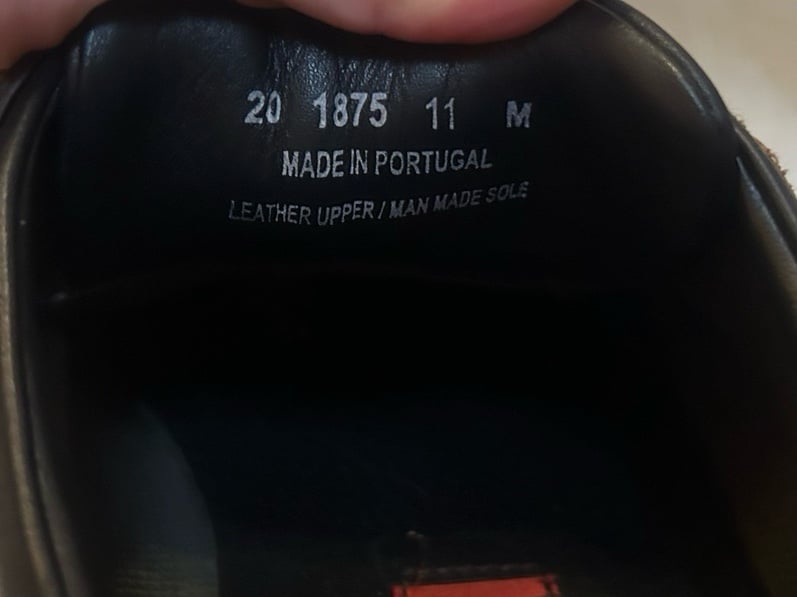 20 1875 11 M
MADE IN PORTUGAL
LEATHER UPPER / MAN MADE SOLE